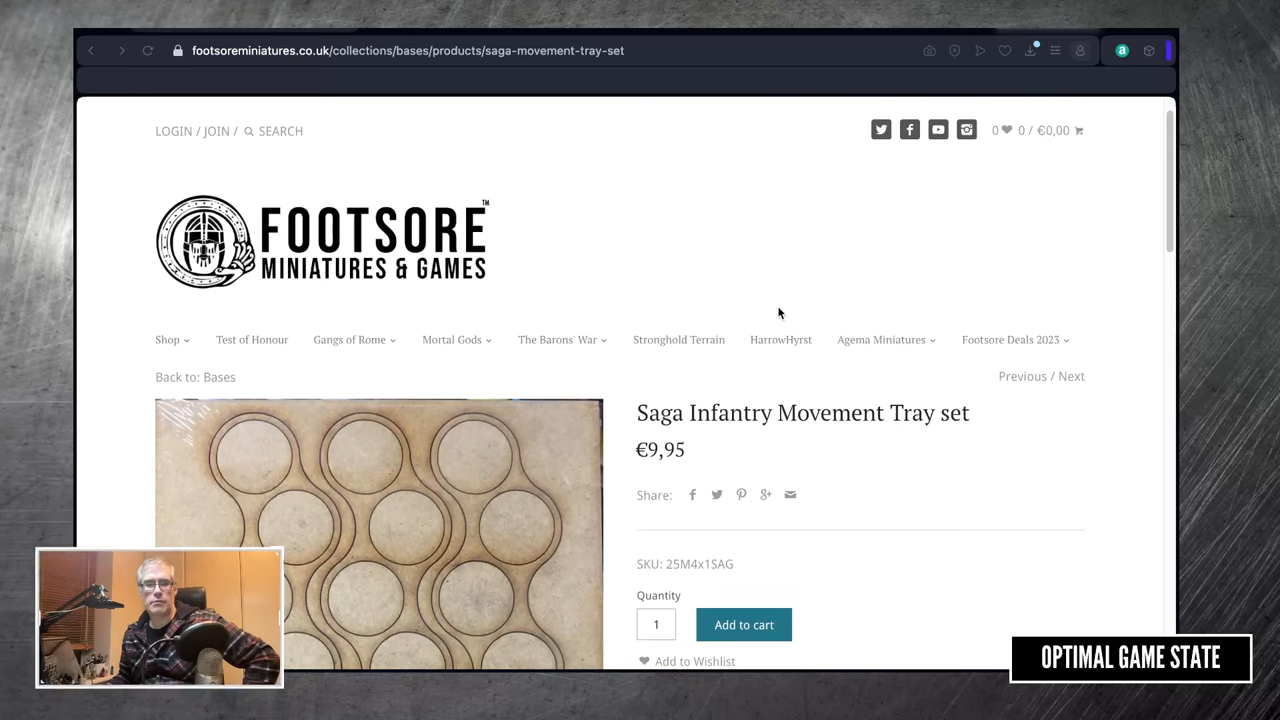 footsoreminiatures.co.uk/collections/bases/products/saga-movement-tray-set
a
LOGIN / JOIN / SEARCH
0 0 / €0,00
FOOTSORE™
MINIATURES & GAMES
Shop Test of Honour Gangs of Rome Mortal Gods The Barons' War Stronghold Terrain HarrowHyrst Agema Miniatures Footsore Deals 2023
Back to: Bases
Previous / Next
Saga Infantry Movement Tray set
€9,95
Share:
SKU: 25M4x1SAG
Quantity
1 Add to cart
Add to Wishlist
OPTIMAL GAME STATE